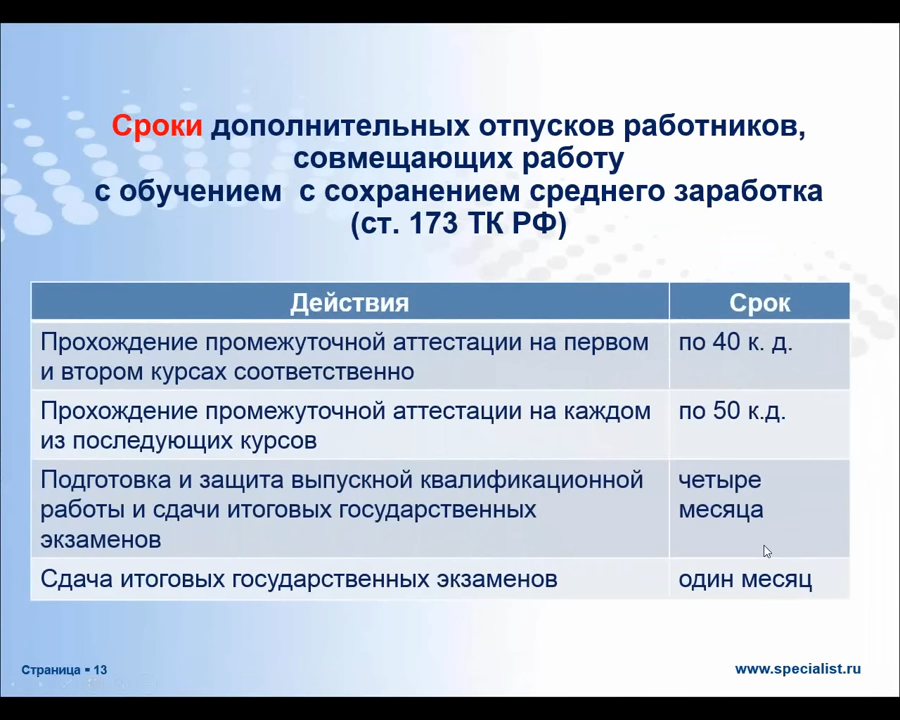 Сроки дополнительных отпусков работников,
совмещающих работу
с обучением с сохранением среднего заработка
(ст. 173 ТК РФ)
Действия Срок
Прохождение промежуточной аттестации на первом
и втором курсах соответственно
по 40 к. д.
Прохождение промежуточной аттестации на каждом
из последующих курсов
по 50 к.д.
Подготовка и защита выпускной квалификационной
работы и сдачи итоговых государственных
экзаменов
четыре
месяца
Сдача итоговых государственных экзаменов
один месяц
Страница ▪ 13
www.specialist.ru